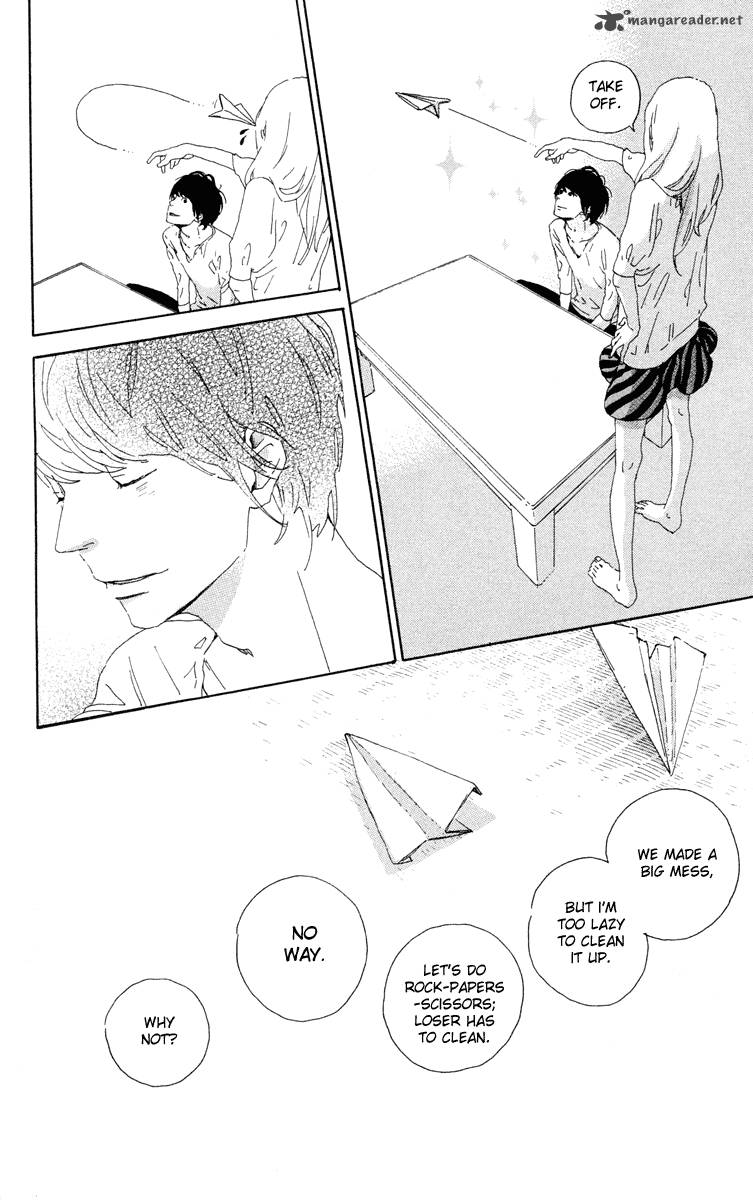 mangareader.net
TAKE
OFF.
WE MADE A
BIG MESS,
BUT I'M
TOO LAZY
TO CLEAN
IT UP.
LET'S DO
ROCK-PAPERS
-SCISSORS;
LOSER HAS
TO CLEAN.
NO
WAY.
WHY
NOT?